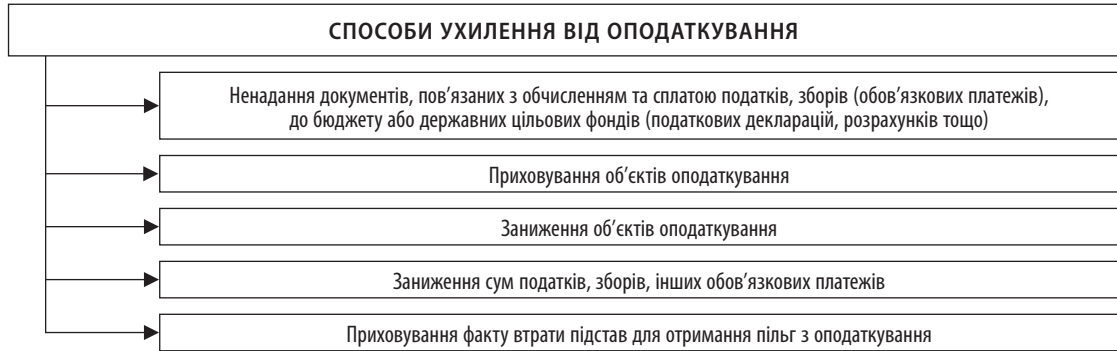 СПОСОБИ УХИЛЕННЯ ВІД ОПОДАТКУВАННЯ
Ненадання документів, пов’язаних з обчисленням та сплатою податків, зборів (обов’язкових платежів),
до бюджету або державних цільових фондів (податкових декларацій, розрахунків тощо)
Приховування об’єктів оподаткування
Заниження об’єктів оподаткування
Заниження сум податків, зборів, інших обов’язкових платежів
Приховування факту втрати підстав для отримання пільг з оподаткування